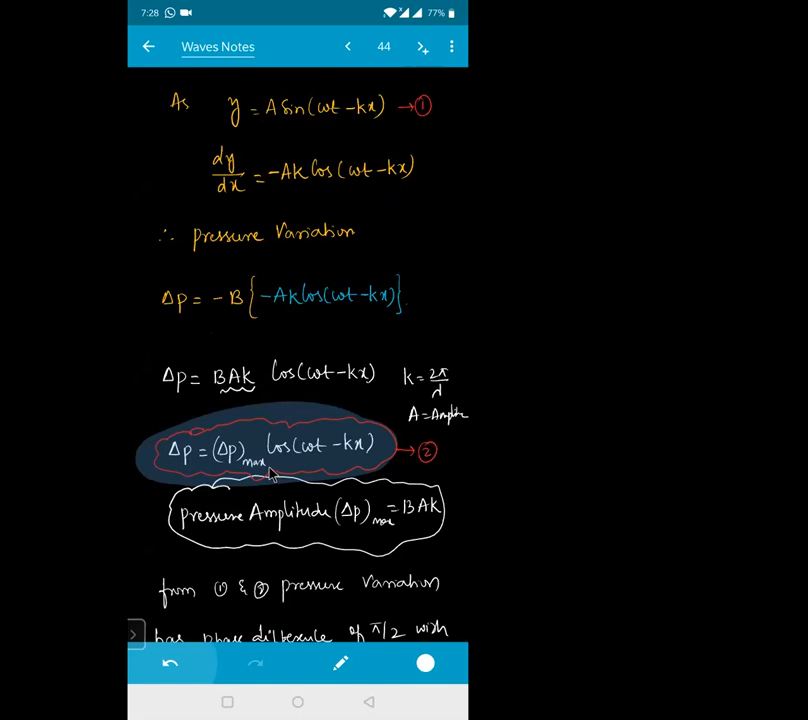 7:28 77%
Waves Notes 44
As y = A Sin(ωt - kx) → ①
dy/dx = -Ak Cos(ωt - kx)
∴ pressure Variation
Δp = -B{-Ak Cos(ωt - kx)}
Δp = BAk Cos(ωt - kx) k = 2π/λ
A = Amplitu
Δp = (Δp)max Cos(ωt - kx) → ②
pressure Amplitude (Δp)max = BAK
from ① & ② pressure Variation
has phase difference of π/2 with